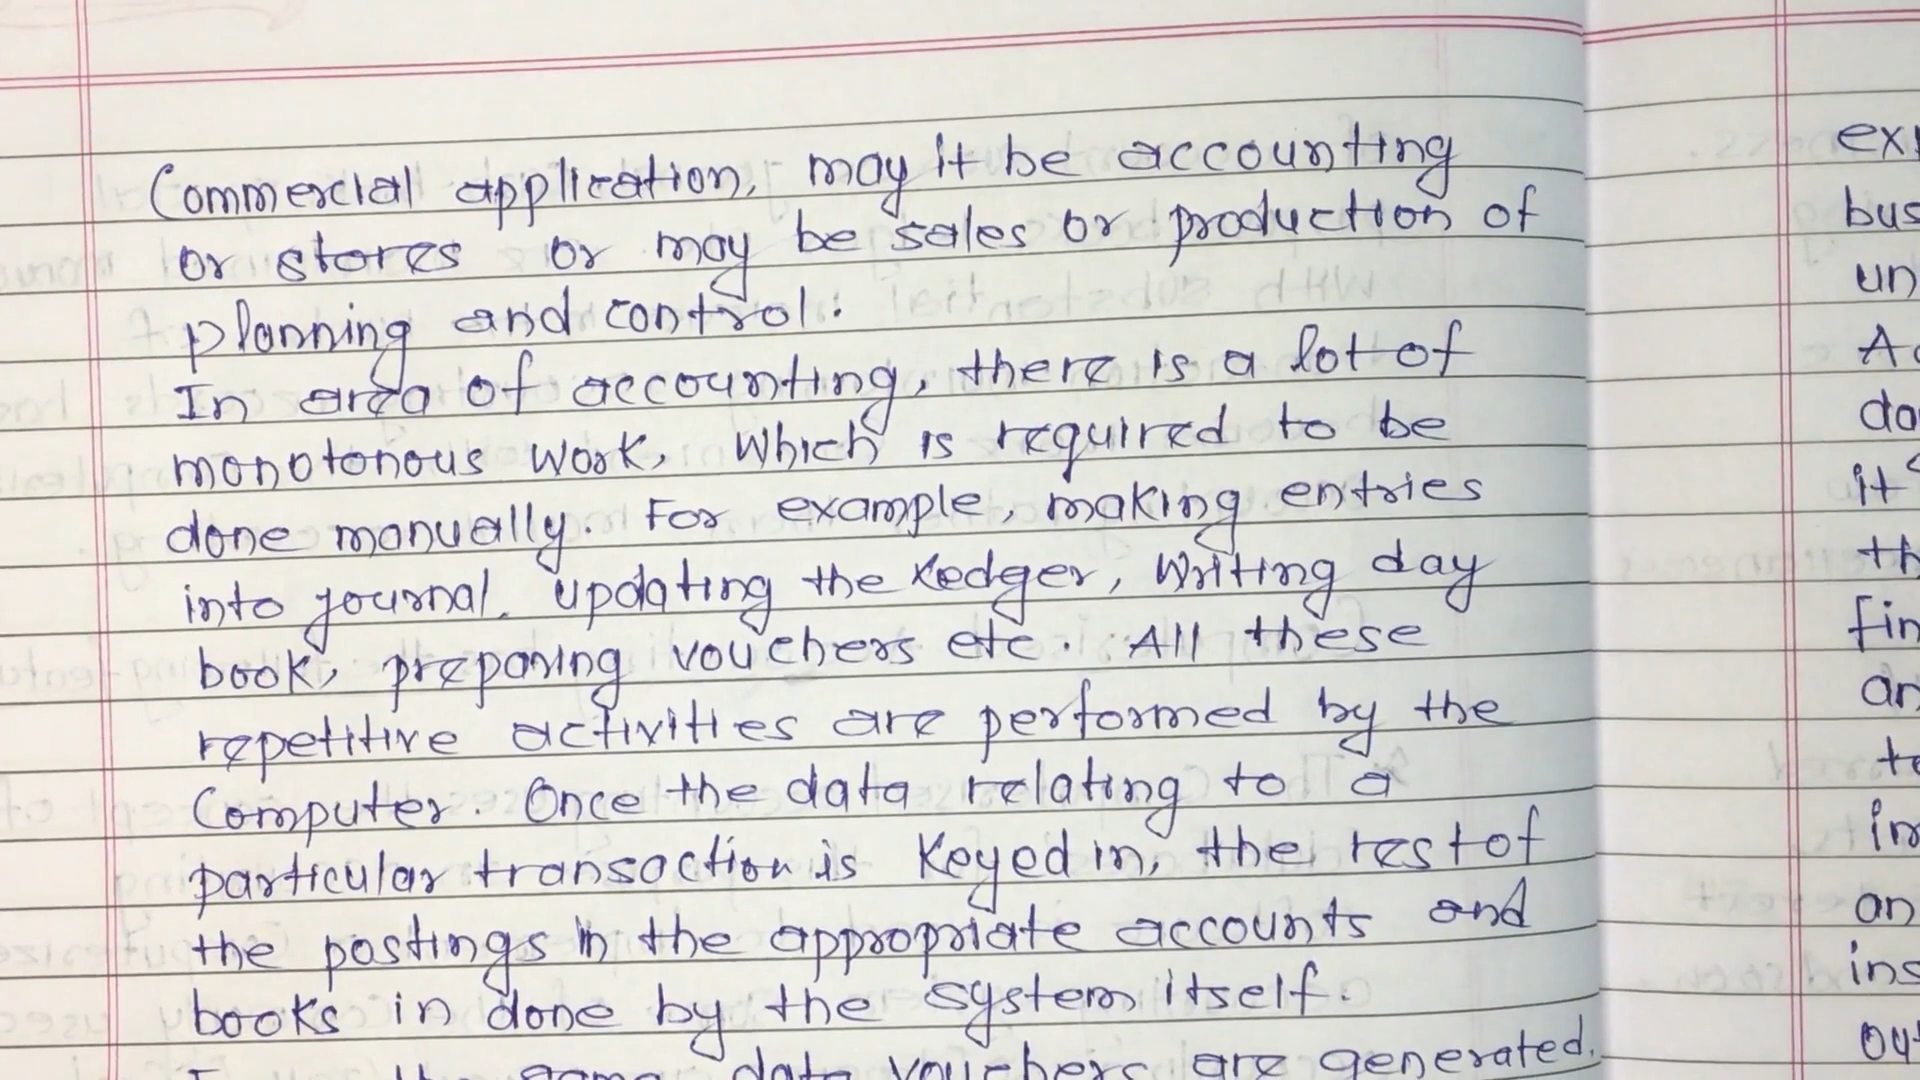 Commercial application, may it be accounting
or stores or may be sales or production of
planning and control.
In area of accounting, there is a lot of
monotonous work, which is required to be
done manually. For example, making entries
into journal, updating the Ledger, writing day
book, preparing vouchers etc. All these
repetitive activities are performed by the
Computer. Once the data relating to a
particular transaction is Keyed in, the rest of
the postings in the appropriate accounts and
books in done by the system itself.
data vouchers are generated.